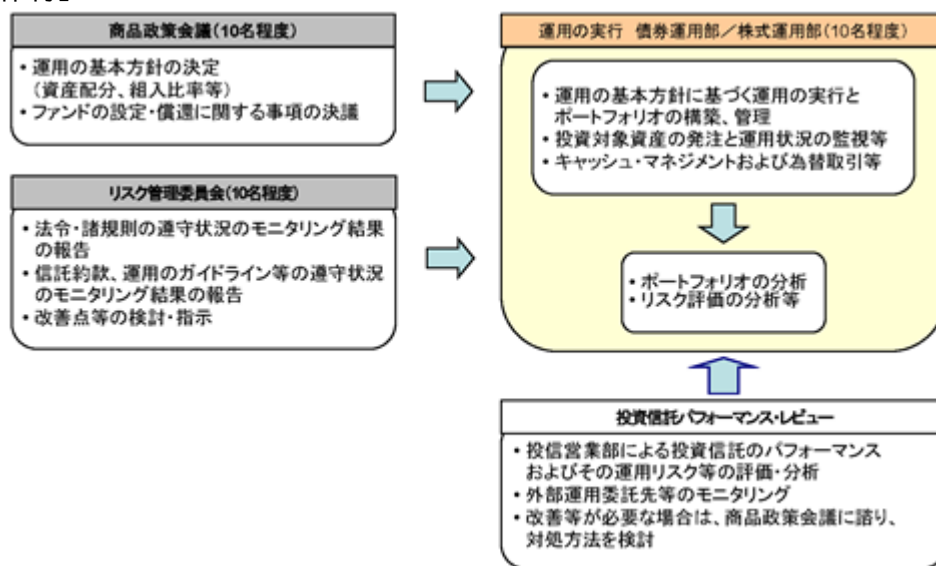 商品政策会議(10名程度)
・運用の基本方針の決定
(資産配分、組入比率等)
・ファンドの設定・償還に関する事項の決議
リスク管理委員会(10名程度)
・法令・諸規則の遵守状況のモニタリング結果
の報告
・信託約款、運用のガイドライン等の遵守状況
のモニタリング結果の報告
・改善点等の検討・指示
運用の実行 債券運用部/株式運用部(10名程度)
・運用の基本方針に基づく運用の実行と
ポートフォリオの構築、管理
・投資対象資産の発注と運用状況の監視等
・キャッシュ・マネジメントおよび為替取引等
・ポートフォリオの分析
・リスク評価の分析等
投資信託パフォーマンス・レビュー
・投信営業部による投資信託のパフォーマンス
およびその運用リスク等の評価・分析
・外部運用委託先等のモニタリング
・改善等が必要な場合は、商品政策会議に諮り、
対処方法を検討